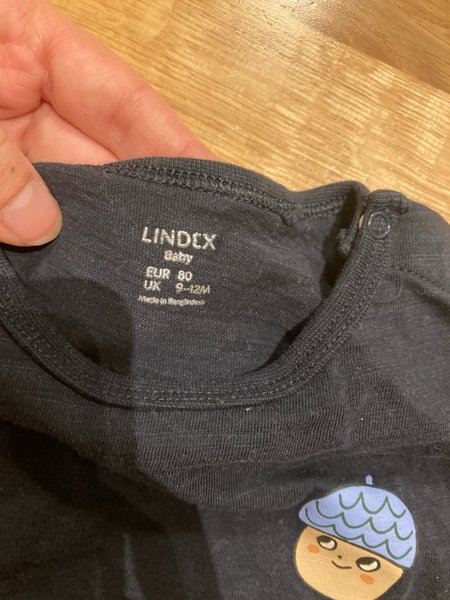 LINDEX
Baby
EUR 80
UK 9-12M
Made in Bangladesh